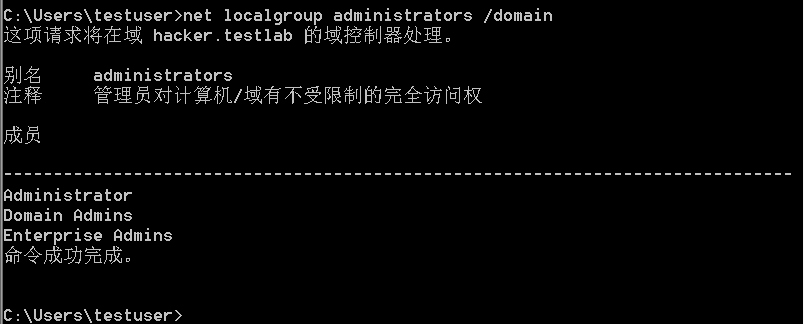 C:\Users\testuser>net localgroup administrators /domain
这项请求将在域 hacker.testlab 的域控制器处理。
别名     administrators
注释     管理员对计算机/域有不受限制的完全访问权
成员
-------------------------------------------------------------------------------
Administrator
Domain Admins
Enterprise Admins
命令成功完成。
C:\Users\testuser>